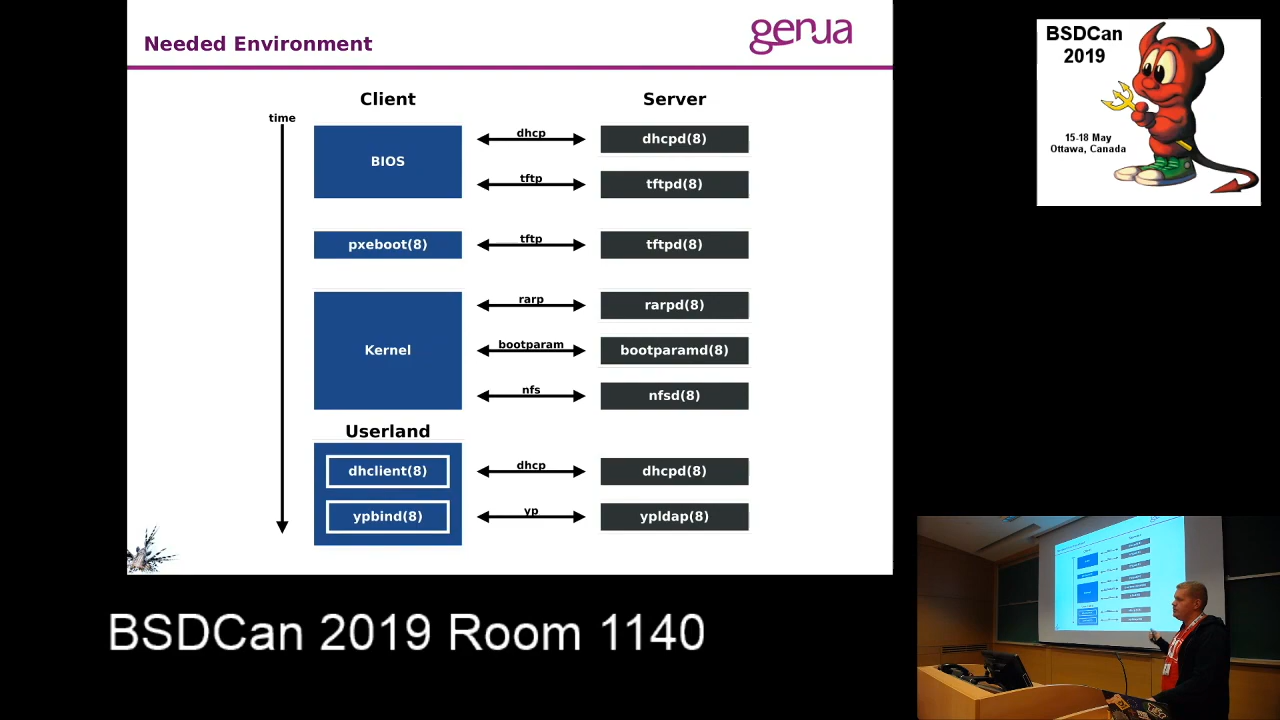 Needed Environment
genua
Client
Server
time
BIOS
dhcp
dhcpd(8)
tftp
tftpd(8)
pxeboot(8)
tftp
tftpd(8)
Kernel
rarp
rarpd(8)
bootparam
bootparamd(8)
nfs
nfsd(8)
Userland
dhclient(8)
dhcp
dhcpd(8)
ypbind(8)
yp
ypldap(8)
BSDCan
2019
15-18 May
Ottawa, Canada
BSDCan 2019 Room 1140